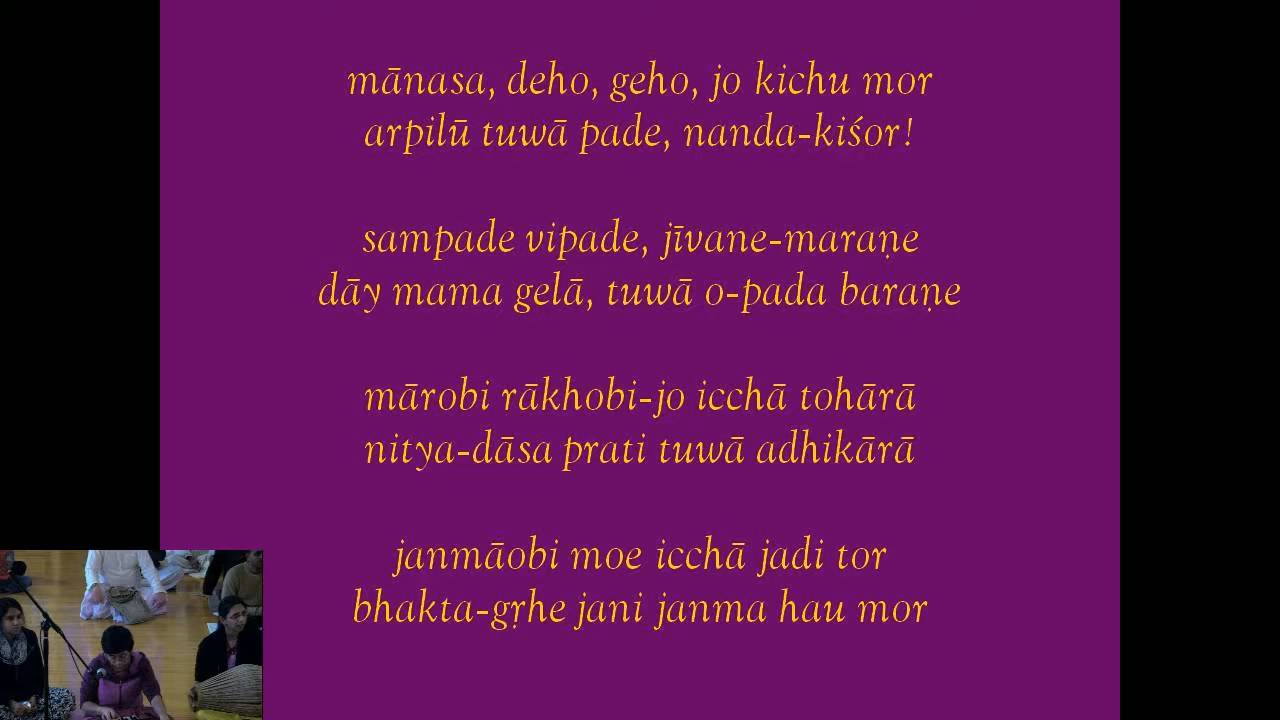 mānasa, deho, geho, jo kichu mor
arpilū tuwā pade, nanda-kiśor!
sampade vipade, jīvane-maraṇe
dāy mama gelā, tuwā o-pada baraṇe
mārobi rākhobi-jo icchā tohārā
nitya-dāsa prati tuwā adhikārā
janmāobi moe icchā jadi tor
bhakta-gṛhe jani janma hau mor